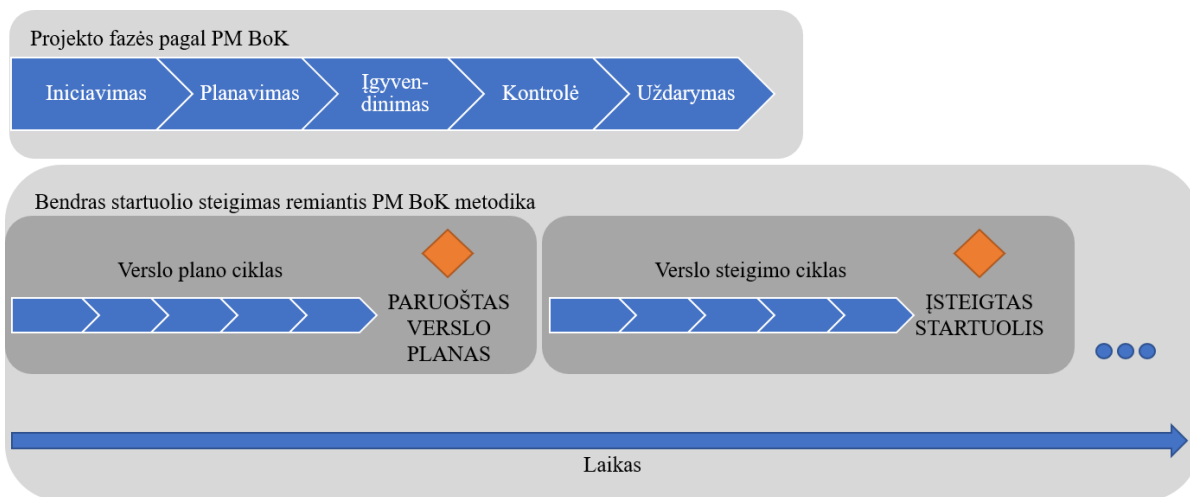 Projekto fazės pagal PM BoK
Iniciavimas
Planavimas
Įgyven-
dinimas
Kontrolė
Uždarymas
Bendras startuolio steigimas remiantis PM BoK metodika
Verslo plano ciklas
PARUOŠTAS
VERSLO
PLANAS
Verslo steigimo ciklas
ĮSTEIGTAS
STARTUOLIS
Laikas